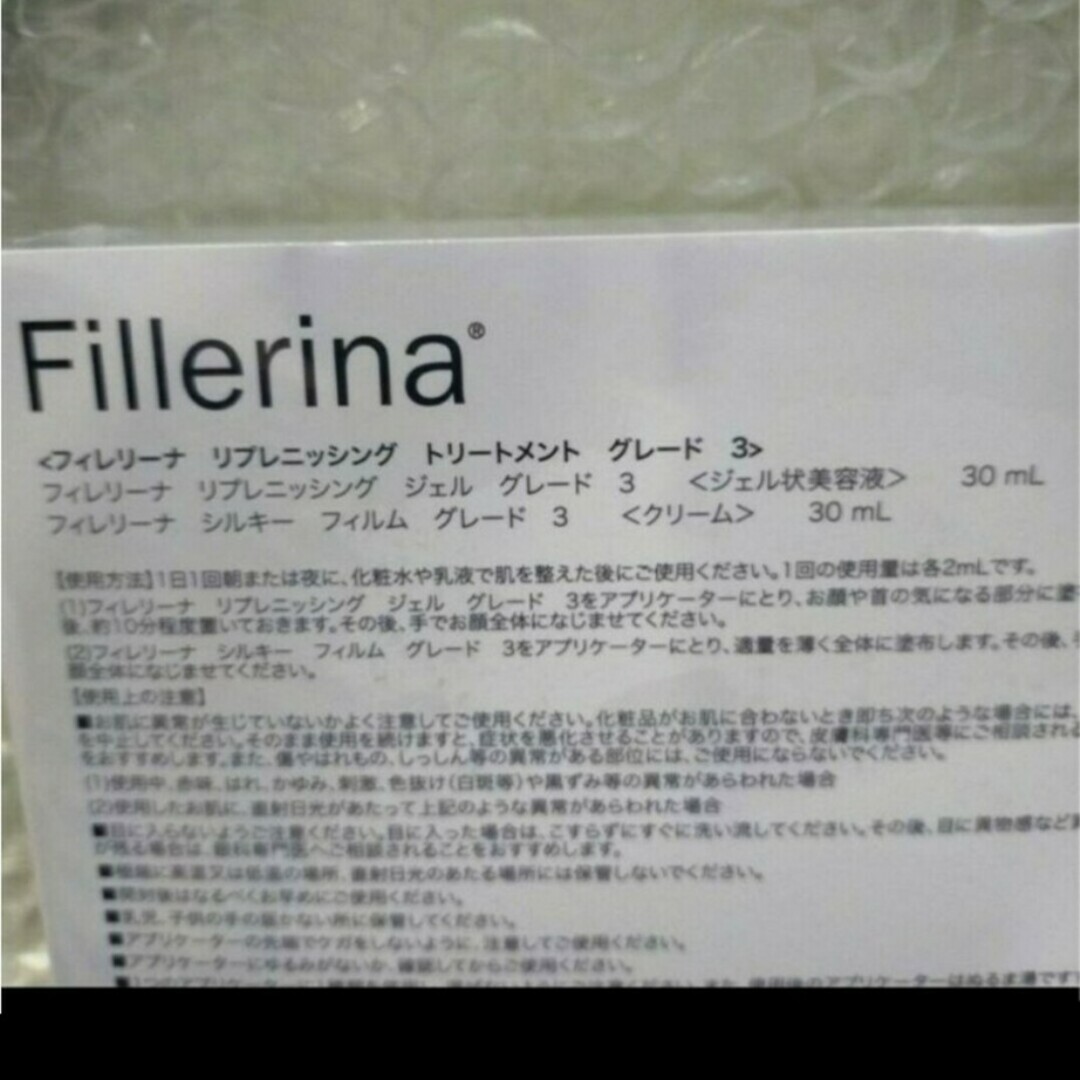 Fillerina®
<フィレリーナ リプレニッシング トリートメント グレード 3>
フィレリーナ リプレニッシング ジェル グレード 3 <ジェル状美容液> 30 mL
フィレリーナ シルキー フィルム グレード 3 <クリーム> 30 mL
【使用方法】1日1回朝または夜に、化粧水や乳液で肌を整えた後にご使用ください。1回の使用量は各2mLです。
(1)フィレリーナ リプレニッシング ジェル グレード 3をアプリケーターにとり、お顔や首の気になる部分に塗
後、約10分程度置いておきます。その後、手でお顔全体になじませてください。
(2)フィレリーナ シルキー フィルム グレード 3をアプリケーターにとり、適量を薄く全体に塗布します。その後、
顔全体になじませてください。
【使用上の注意】
■お肌に異常が生じていないかよく注意してご使用ください。化粧品がお肌に合わないとき即ち次のような場合には、
を中止してください。そのまま使用を続けますと、症状を悪化させることがありますので、皮膚科専門医等にご相談される
をおすすめします。また、傷やはれもの、しっしん等の異常がある部位には、ご使用にならないでください。
(1)使用中、赤味、はれ、かゆみ、刺激、色抜け(白斑等)や黒ずみ等の異常があらわれた場合
(2)使用したお肌に、直射日光があたって上記のような異常があらわれた場合
■目に入らないようご注意ください。目に入った場合は、こすらずにすぐに洗い流してください。その後、目に異物感など
が残る場合は、眼科専門医へご相談されることをおすすめします。
■極端に高温又は低温の場所、直射日光のあたる場所には保管しないでください。
■開封後はなるべくお早めにご使用ください。
■乳児、子供の手の届かない所に保管してください。
■アプリケーターの先端でケガをしないように、注意してご使用ください。
■アプリケーターにゆるみがないか、確認してからご使用ください。